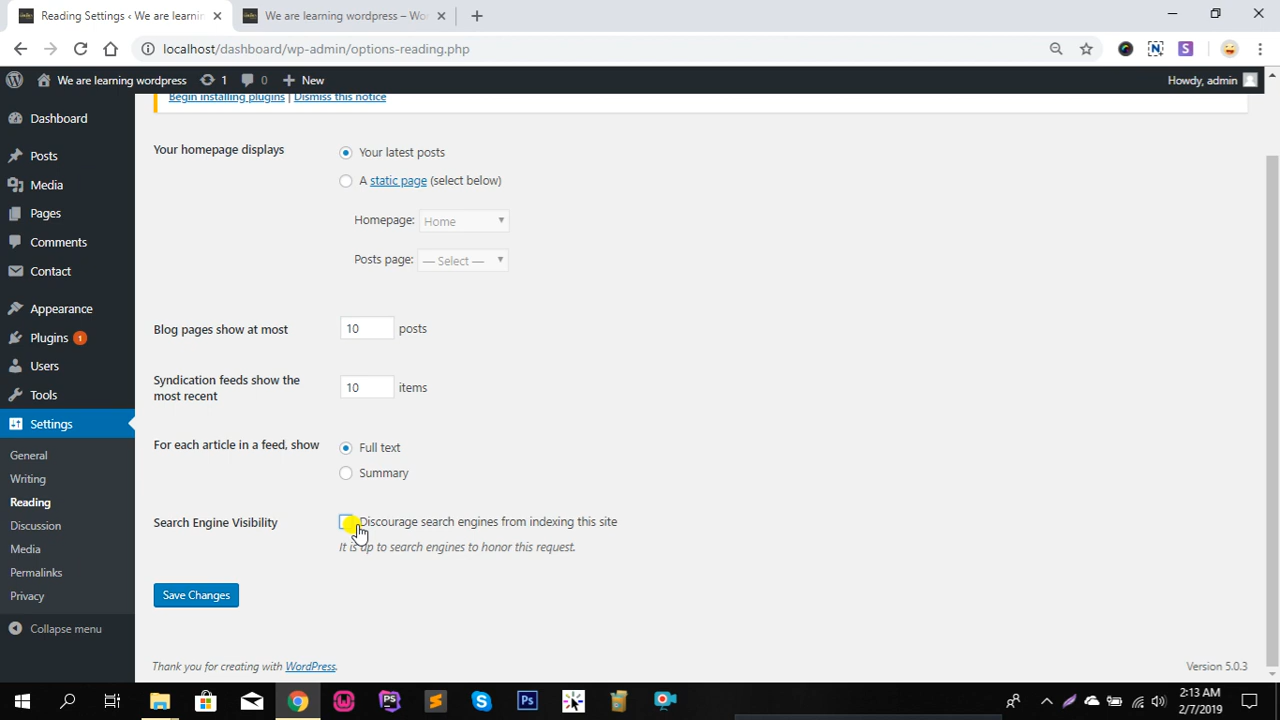 Reading Settings ‹ We are learnin
We are learning wordpress – Wor
localhost/dashboard/wp-admin/options-reading.php
We are learning wordpress 1 0 New
Howdy, admin
Begin installing plugins | Dismiss this notice
Dashboard
Posts
Media
Pages
Comments
Contact
Appearance
Plugins 1
Users
Tools
Settings
General
Writing
Reading
Discussion
Media
Permalinks
Privacy
Collapse menu
Your homepage displays
Your latest posts
A static page (select below)
Homepage: Home
Posts page: — Select —
Blog pages show at most 10 posts
Syndication feeds show the most recent 10 items
For each article in a feed, show
Full text
Summary
Search Engine Visibility
Discourage search engines from indexing this site
It is up to search engines to honor this request.
Save Changes
Thank you for creating with WordPress.
Version 5.0.3
2:13 AM
2/7/2019